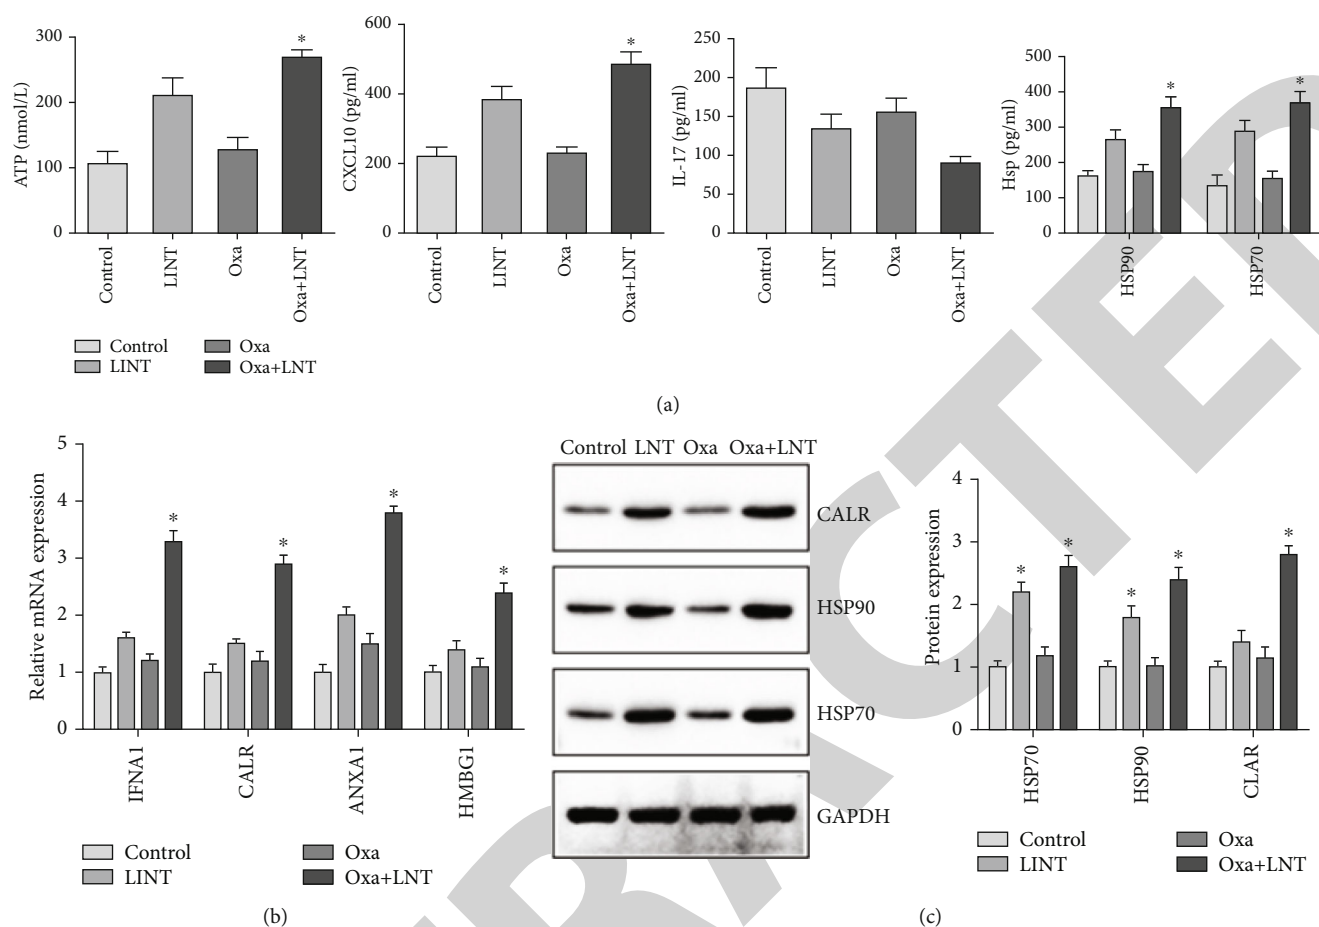 ATP (nmol/L)
300
200
100
0
Control
LINT
Oxa
Oxa+LNT
*
CXCL10 (pg/ml)
600
400
200
0
Control
LINT
Oxa
Oxa+LNT
*
IL-17 (pg/ml)
250
200
150
100
50
0
Control
LINT
Oxa
Oxa+LNT
Hsp (pg/ml)
500
400
300
200
100
0
HSP90
HSP70
*
*
Control
Oxa
LINT
Oxa+LNT
(a)
Relative mRNA expression
5
4
3
2
1
0
*
*
*
*
IFNA1
CALR
ANXA1
HMBG1
Control
Oxa
LINT
Oxa+LNT
(b)
Control LNT Oxa Oxa+LNT
CALR
HSP90
HSP70
GAPDH
Protein expression
4
3
2
1
0
*
*
*
*
*
HSP70
HSP90
CLAR
Control
Oxa
LINT
Oxa+LNT
(c)